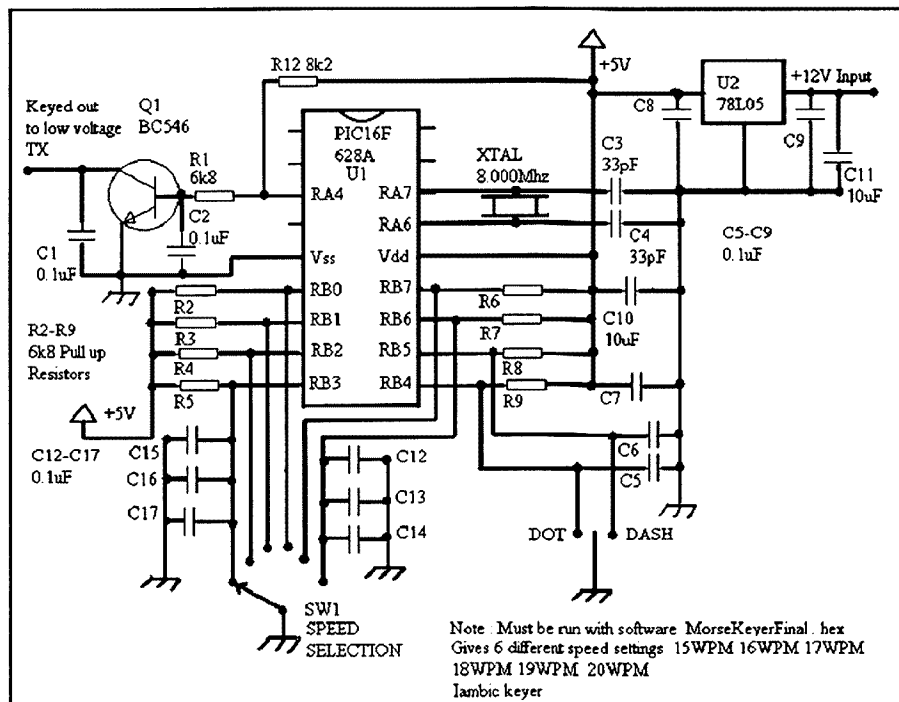 R12 8k2
+5V
U2
78L05
+12V Input
C8
C9
C11
10uF
Keyed out
to low voltage
TX
Q1
BC546
R1
6k8
C2
0.1uF
C1
0.1uF
PIC16F
628A
U1
RA4
Vss
RB0
RB1
RB2
RB3
RA7
RA6
Vdd
RB7
RB6
RB5
RB4
XTAL
8.000Mhz
C3
33pF
C4
33pF
C5-C9
0.1uF
R2
R3
R4
R5
R6
R7
R8
R9
C10
10uF
C7
C6
C5
R2-R9
6k8 Pull up
Resistors
+5V
C12-C17
0.1uF
C15
C16
C17
C12
C13
C14
DOT
DASH
SW1
SPEED
SELECTION
Note : Must be run with software MorseKeyerFinal . hex
Gives 6 different speed settings 15WPM 16WPM 17WPM
18WPM 19WPM 20WPM
Iambic keyer